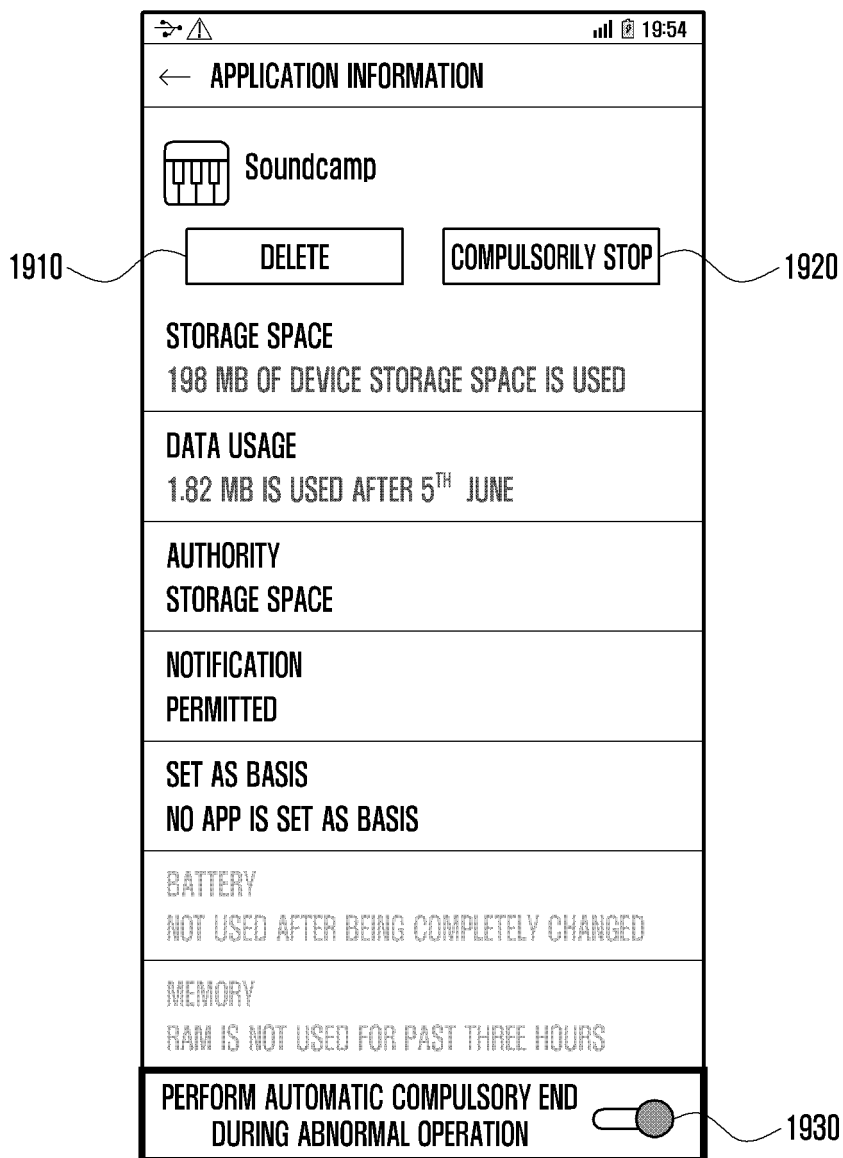 19:54
APPLICATION INFORMATION
Soundcamp
1910
DELETE
COMPULSORILY STOP
1920
STORAGE SPACE
198 MB OF DEVICE STORAGE SPACE IS USED
DATA USAGE
1.82 MB IS USED AFTER 5TH JUNE
AUTHORITY
STORAGE SPACE
NOTIFICATION
PERMITTED
SET AS BASIS
NO APP IS SET AS BASIS
BATTERY
NOT USED AFTER BEING COMPLETELY CHANGED
MEMORY
RAM IS NOT USED FOR PAST THREE HOURS
PERFORM AUTOMATIC COMPULSORY END
DURING ABNORMAL OPERATION
1930